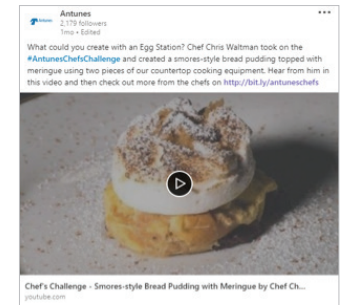 Antunes
2,179 followers
1mo • Edited
What could you create with an Egg Station? Chef Chris Waltman took on the
#AntunesChefsChallenge and created a smores-style bread pudding topped with
meringue using two pieces of our countertop cooking equipment. Hear from him in
this video and then check out more from the chefs on http://bit.ly/antuneschefs
Chef's Challenge - Smores-style Bread Pudding with Meringue by Chef Ch...
youtube.com